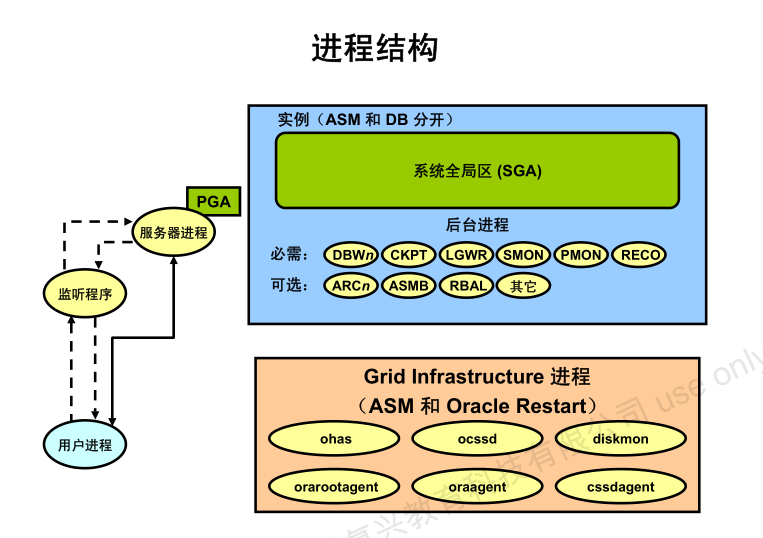 进程结构
实例（ASM 和 DB 分开）
系统全局区 (SGA)
PGA
服务器进程
后台进程
必需： DBWn CKPT LGWR SMON PMON RECO
可选： ARCn ASMB RBAL 其它
监听程序
用户进程
Grid Infrastructure 进程
（ASM 和 Oracle Restart）
ohas ocssd diskmon
orarootagent oraagent cssdagent
复兴教育科技有限公司 use only